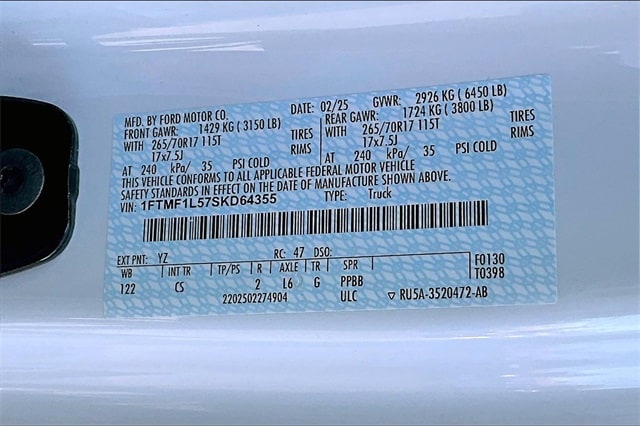 MFD. BY FORD MOTOR CO. DATE: 02/25 GVWR: 2926 KG ( 6450 LB)
FRONT GAWR: 1429 KG ( 3150 LB) REAR GAWR: 1724 KG ( 3800 LB)
WITH 265/70R17 115T TIRES WITH 265/70R17 115T TIRES
17x7.5J RIMS 17x7.5J RIMS
AT 240 kPa/ 35 PSI COLD AT 240 kPa/ 35 PSI COLD
THIS VEHICLE CONFORMS TO ALL APPLICABLE FEDERAL MOTOR VEHICLE
SAFETY STANDARDS IN EFFECT ON THE DATE OF MANUFACTURE SHOWN ABOVE.
VIN: 1FTMF1L57SKD64355 TYPE: Truck
EXT PNT: YZ RC: 47 DSO: F0130
WB INT TR TP/PS R AXLE TR SPR T0398
122 CS 2 L6 G PPBB
2202502274904 ULC ▽ RU5A-3520472-AB